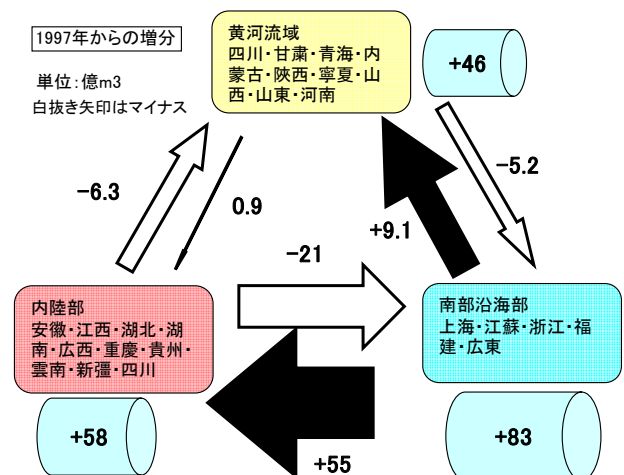 1997年からの増分
単位:億m3
白抜き矢印はマイナス
黄河流域
四川・甘粛・青海・内
蒙古・陝西・寧夏・山
西・山東・河南
+46
-6.3
0.9
-5.2
+9.1
-21
内陸部
安徽・江西・湖北・湖
南・広西・重慶・貴州・
雲南・新疆・四川
南部沿海部
上海・江蘇・浙江・福
建・広東
+58
+55
+83